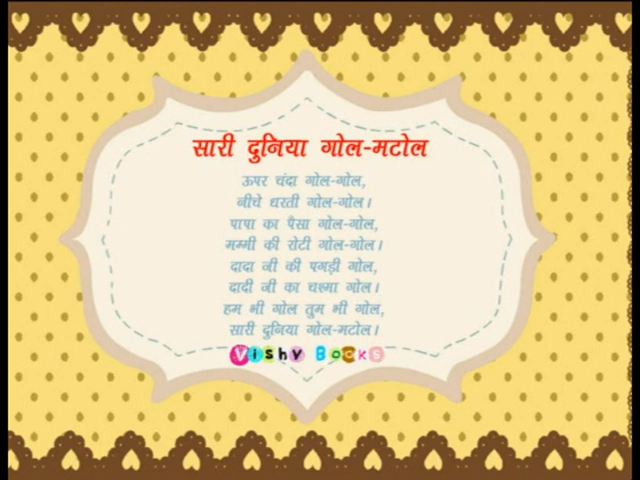 सारी दुनिया गोल-मटोल
ऊपर चंदा गोल-गोल,
नीचे धरती गोल-गोल।
पापा का पैसा गोल-गोल,
मम्मी की रोटी गोल-गोल।
दादा जी की पगड़ी गोल,
दादी जी का चश्मा गोल।
हम भी गोल तुम भी गोल,
सारी दुनिया गोल-मटोल।
Vishv Books